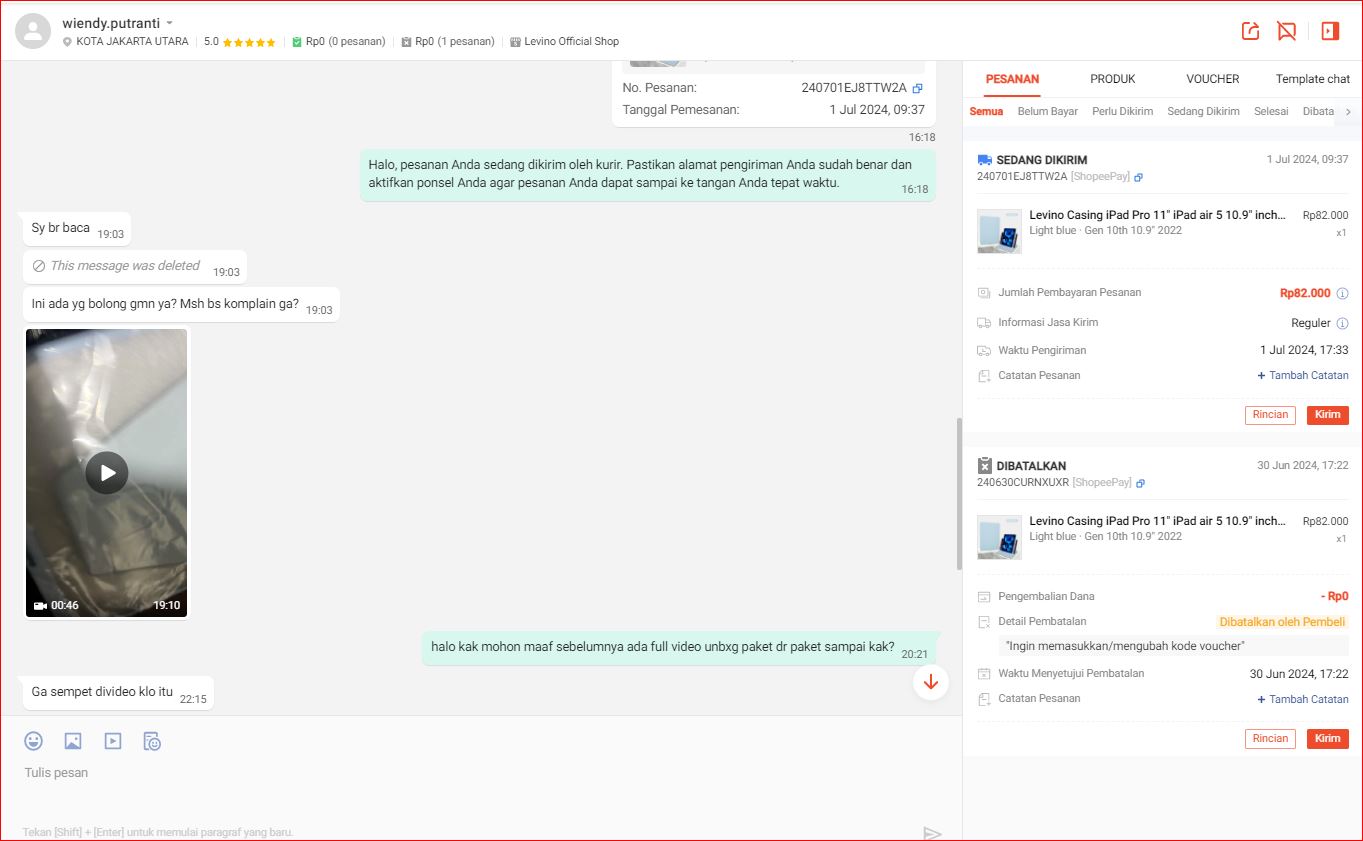 wiendy.putranti
KOTA JAKARTA UTARA 5.0 Rp0 (0 pesanan) Rp0 (1 pesanan) Levino Official Shop
No. Pesanan: 240701EJ8TTW2A
Tanggal Pemesanan: 1 Jul 2024, 09:37
16:18
Halo, pesanan Anda sedang dikirim oleh kurir. Pastikan alamat pengiriman Anda sudah benar dan
aktifkan ponsel Anda agar pesanan Anda dapat sampai ke tangan Anda tepat waktu.
16:18
Sy br baca 19:03
This message was deleted 19:03
Ini ada yg bolong gmn ya? Msh bs komplain ga? 19:03
00:46 19:10
halo kak mohon maaf sebelumnya ada full video unbxg paket dr paket sampai kak? 20:21
Ga sempet divideo klo itu 22:15
Tulis pesan
Tekan [Shift] + [Enter] untuk memulai paragraf yang baru.
PESANAN PRODUK VOUCHER Template chat
Semua Belum Bayar Perlu Dikirim Sedang Dikirim Selesai Dibata
SEDANG DIKIRIM 1 Jul 2024, 09:37
240701EJ8TTW2A [ShopeePay]
Levino Casing iPad Pro 11" iPad air 5 10.9" inch... Rp82.000
Light blue · Gen 10th 10.9" 2022 x1
Jumlah Pembayaran Pesanan Rp82.000
Informasi Jasa Kirim Reguler
Waktu Pengiriman 1 Jul 2024, 17:33
Catatan Pesanan + Tambah Catatan
Rincian Kirim
DIBATALKAN 30 Jun 2024, 17:22
240630CURNXUXR [ShopeePay]
Levino Casing iPad Pro 11" iPad air 5 10.9" inch... Rp82.000
Light blue · Gen 10th 10.9" 2022 x1
Pengembalian Dana - Rp0
Detail Pembatalan Dibatalkan oleh Pembeli
"Ingin memasukkan/mengubah kode voucher"
Waktu Menyetujui Pembatalan 30 Jun 2024, 17:22
Catatan Pesanan + Tambah Catatan
Rincian Kirim